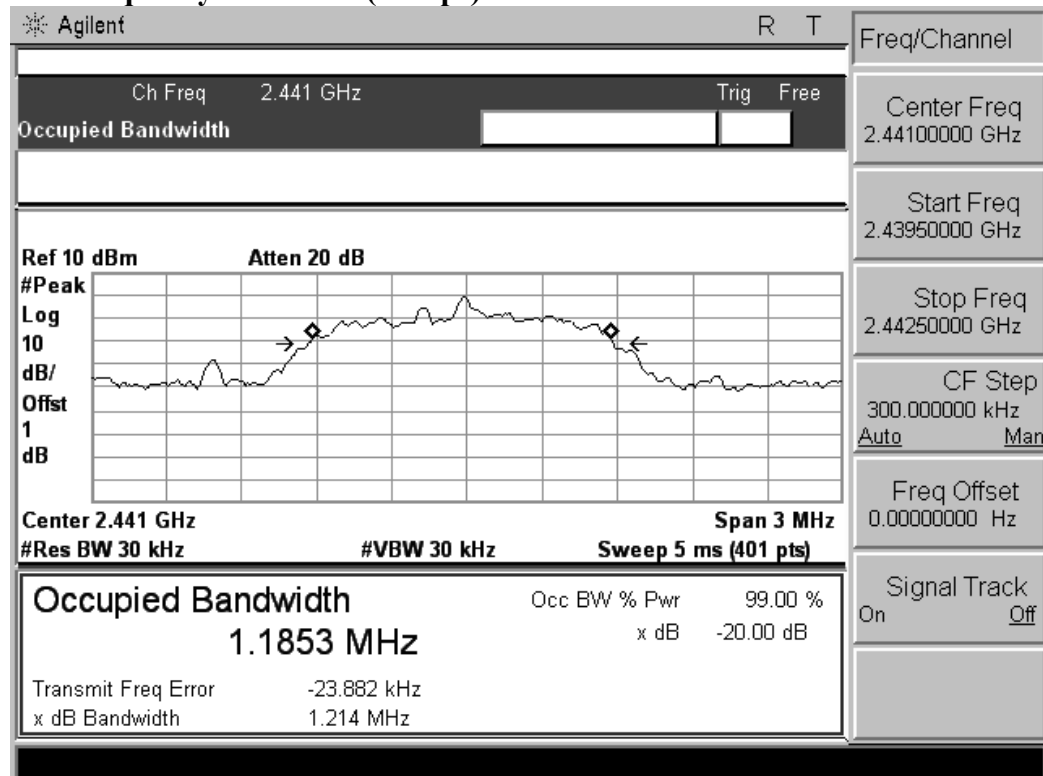 Agilent
R T
Freq/Channel
Ch Freq 2.441 GHz
Trig Free
Occupied Bandwidth
Center Freq
2.44100000 GHz
Start Freq
2.43950000 GHz
Stop Freq
2.44250000 GHz
CF Step
300.000000 kHz
Auto Man
Freq Offset
0.00000000 Hz
Signal Track
On Off
Ref 10 dBm Atten 20 dB
#Peak
Log
10
dB/
Offst
1
dB
Center 2.441 GHz Span 3 MHz
#Res BW 30 kHz #VBW 30 kHz Sweep 5 ms (401 pts)
Occupied Bandwidth
1.1853 MHz
Occ BW % Pwr 99.00 %
x dB -20.00 dB
Transmit Freq Error -23.882 kHz
x dB Bandwidth 1.214 MHz